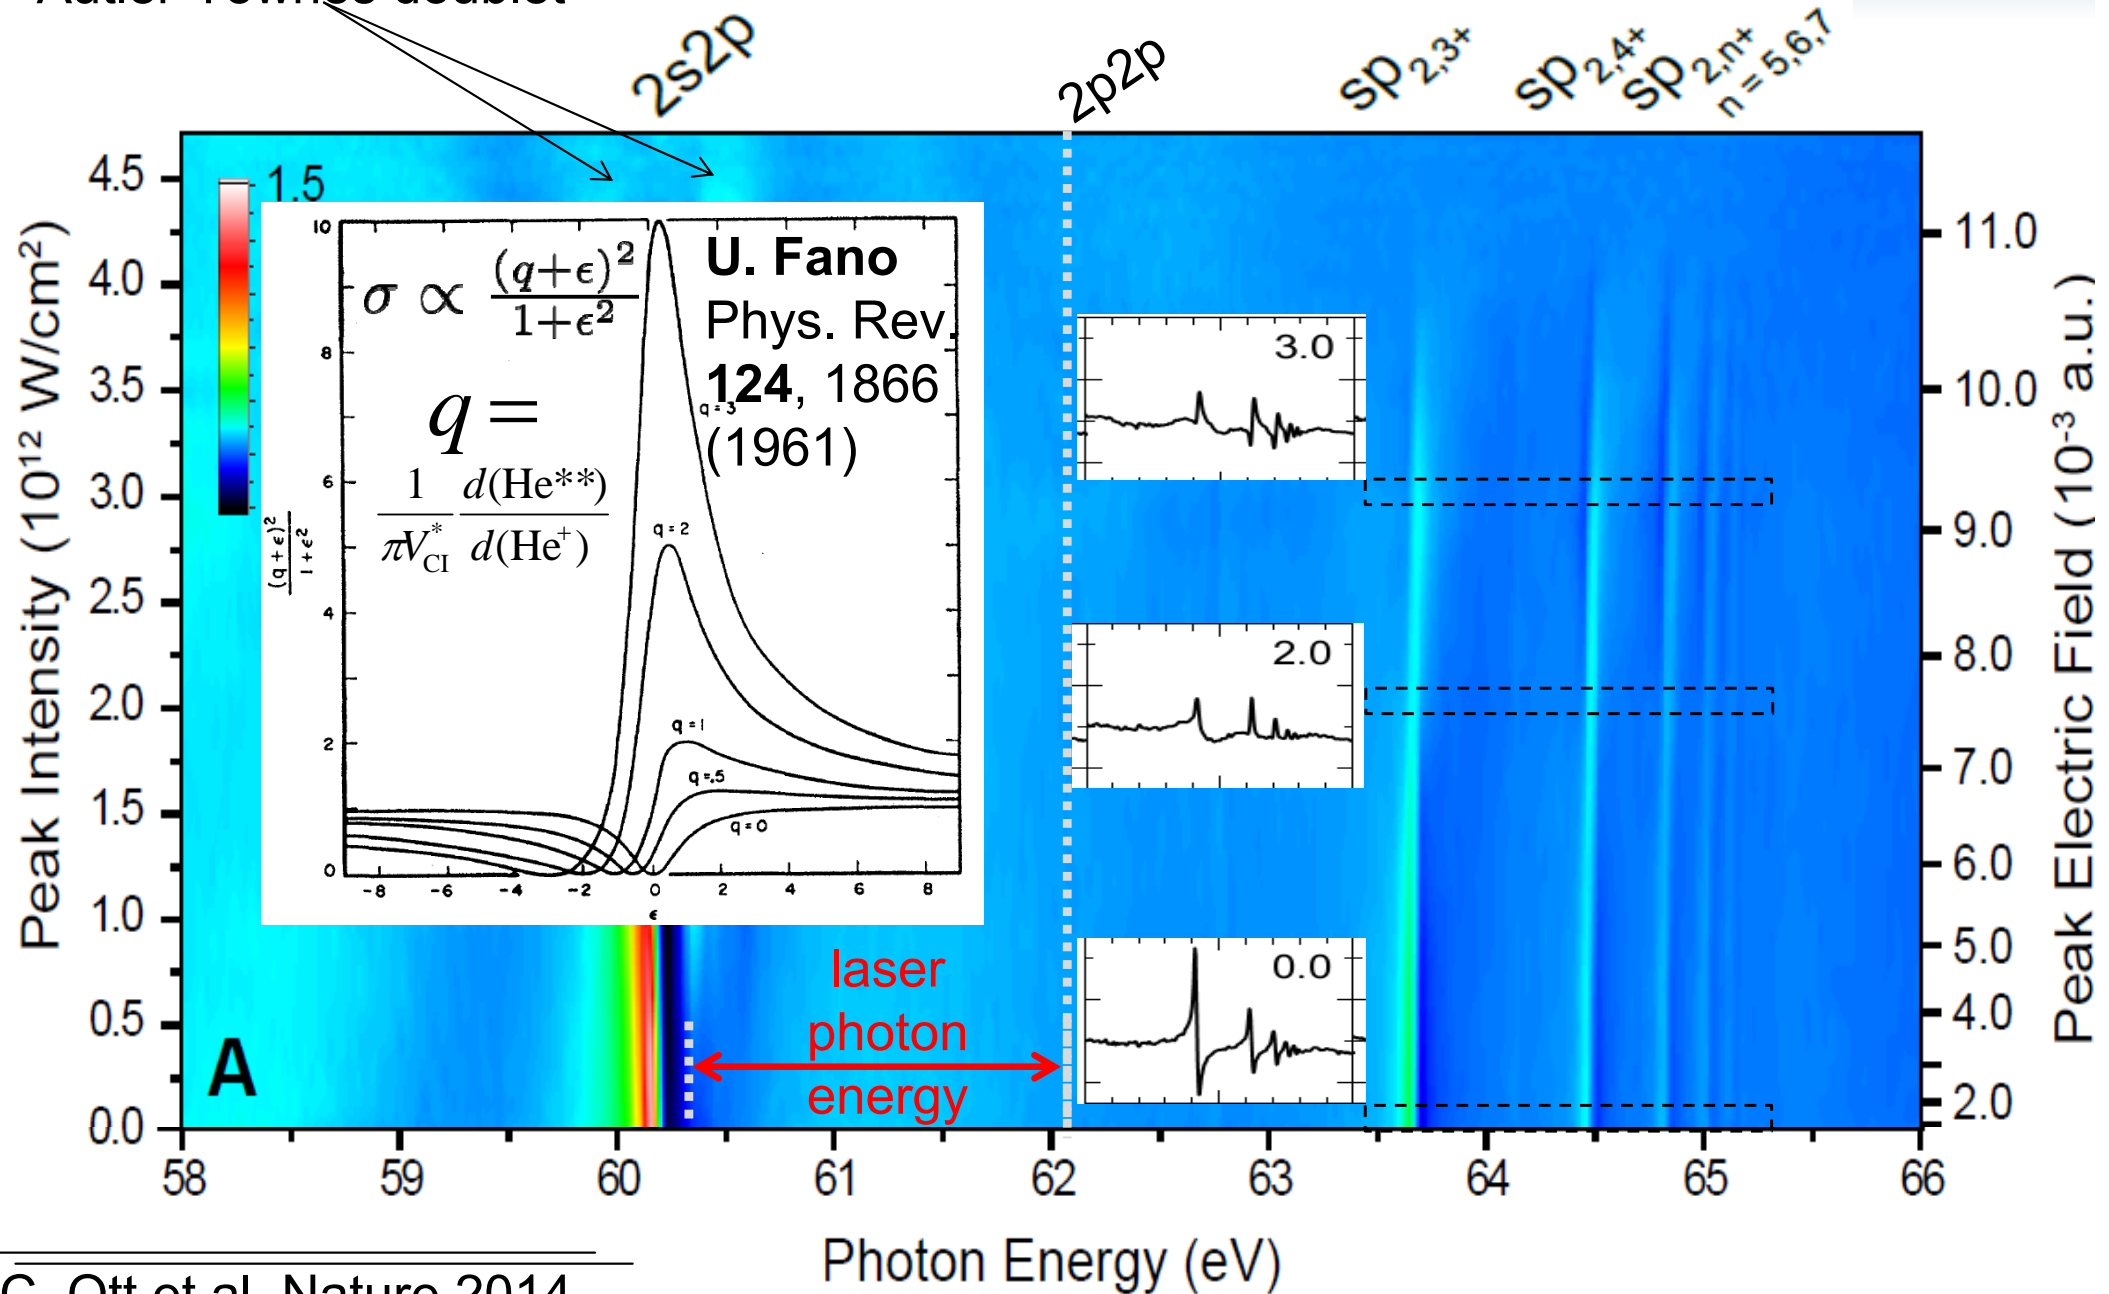 Autler-Townes doublet
2s2p
2p2p
sp2,3+
sp2,4+
sp2,n+
n = 5,6,7
Peak Intensity (10¹² W/cm²)
4.5
4.0
3.5
3.0
2.5
2.0
1.5
1.0
0.5
0.0
1.5
σ ∝ (q+ϵ)² / 1+ϵ²
q =
1 / πV*CI d(He**) / d(He⁺)
U. Fano
Phys. Rev.
124, 1866
(1961)
(q+ϵ)² / 1+ϵ²
10
8
6
4
2
0
q = 3
q = 2
q = 1
q = .5
q = 0
-8 -6 -4 -2 0 2 4 6 8
ϵ
3.0
2.0
0.0
laser
photon
energy
A
11.0
10.0
9.0
8.0
7.0
6.0
5.0
4.0
2.0
Peak Electric Field (10⁻³ a.u.)
58 59 60 61 62 63 64 65 66
Photon Energy (eV)
C. Ott et al. Nature 2014